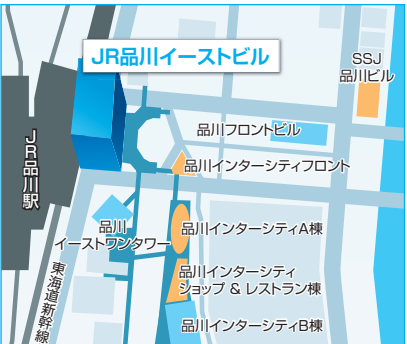 JR品川イーストビル
SSJ
品川ビル
品川フロントビル
JR品川駅
品川インターシティフロント
品川
イーストワンタワー
品川インターシティA棟
東海道新幹線
品川インターシティ
ショップ & レストラン棟
品川インターシティB棟